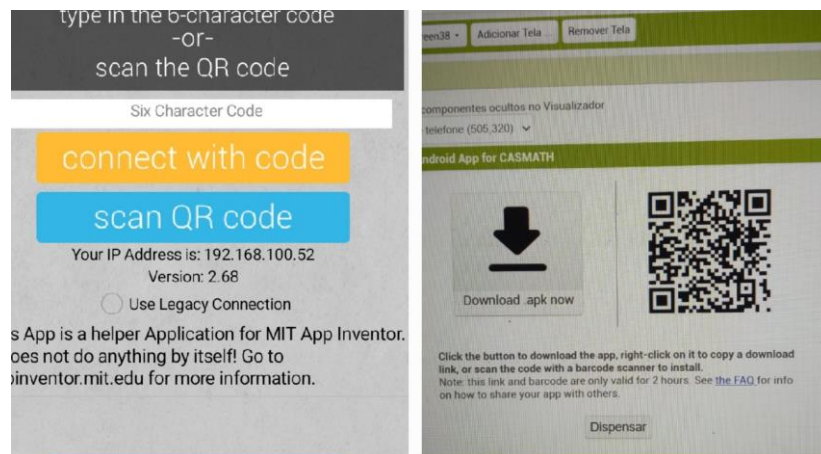 type in the 6-character code
-or-
scan the QR code
Six Character Code
connect with code
scan QR code
Your IP Address is: 192.168.100.52
Version: 2.68
Use Legacy Connection
s App is a helper Application for MIT App Inventor.
oes not do anything by itself! Go to
inventor.mit.edu for more information.
een38
Adicionar Tela ...
Remover Tela
componentes ocultos no Visualizador
telefone (505,320)
ndroid App for CASMATH
Download .apk now
Click the button to download the app, right-click on it to copy a download
link, or scan the code with a barcode scanner to install.
Note: this link and barcode are only valid for 2 hours. See the FAQ for info
on how to share your app with others.
Dispensar